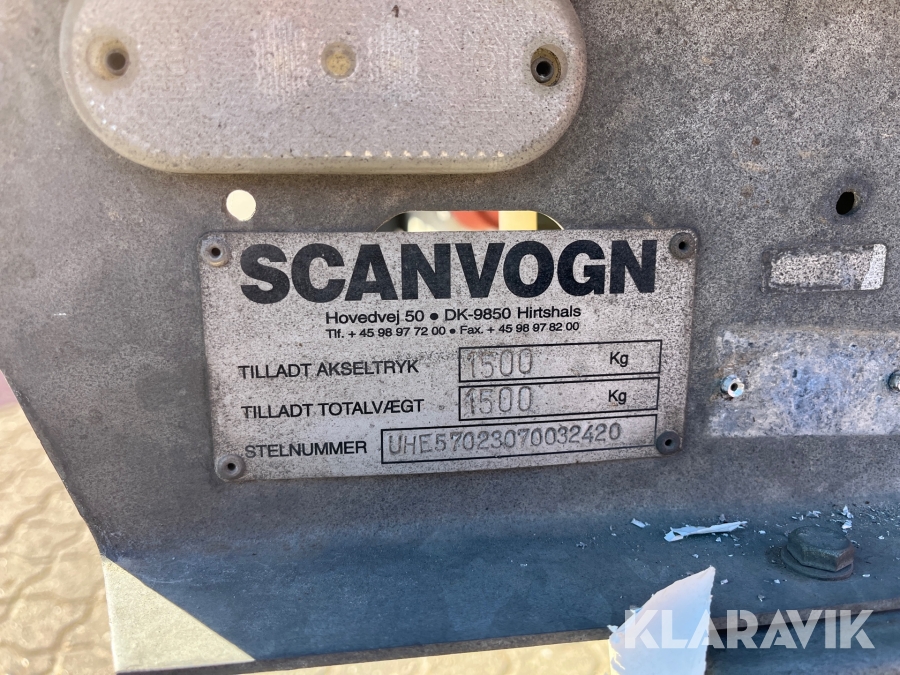 SCANVOGN
Hovedvej 50 • DK-9850 Hirtshals
Tlf. + 45 98 97 72 00 • Fax. + 45 98 97 82 00
TILLADT AKSELTRYK 1500 Kg
TILLADT TOTALVÆGT 1500 Kg
STELNUMMER UHE57023070032420
KLARAVIK